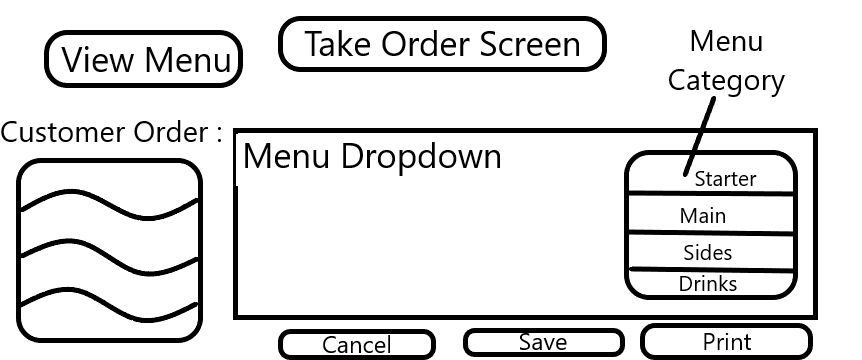 View Menu
Take Order Screen
Menu
Category
Customer Order :
Menu Dropdown
Starter
Main
Sides
Drinks
Cancel
Save
Print